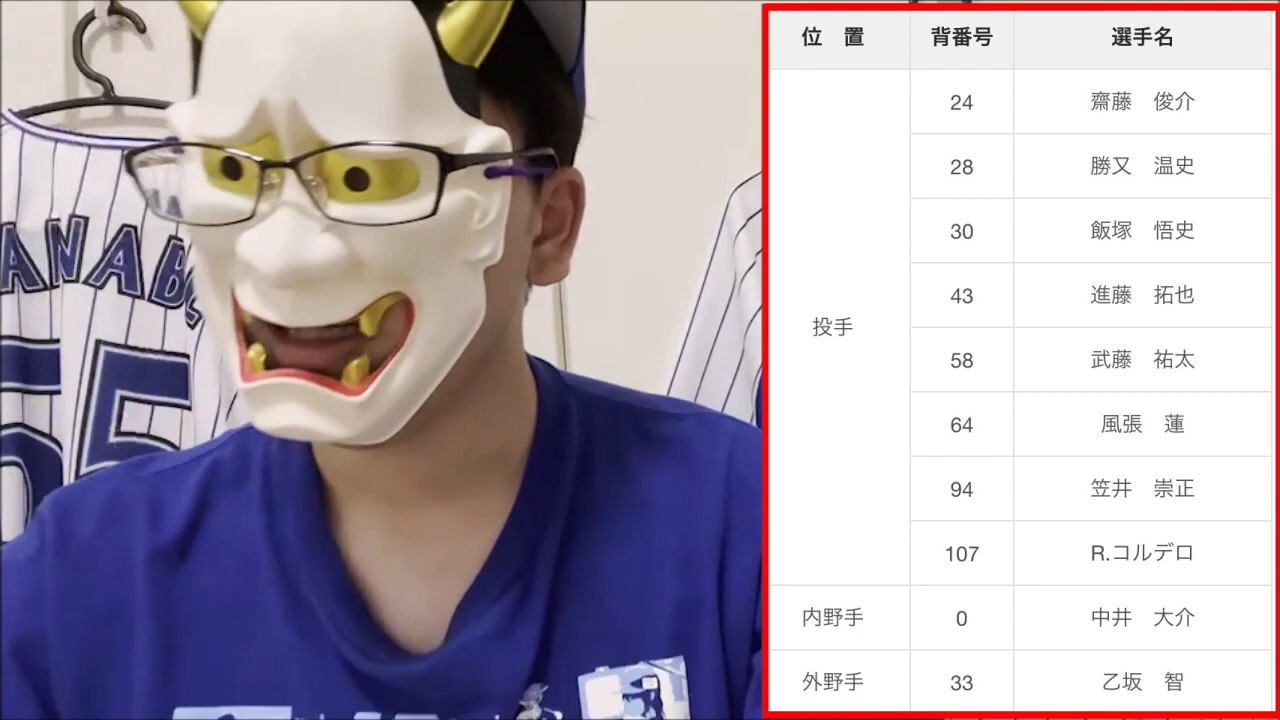 位　置　背番号　選手名
投手
24　齋藤　俊介
28　勝又　温史
30　飯塚　悟史
43　進藤　拓也
58　武藤　祐太
64　風張　蓮
94　笠井　崇正
107　R.コルデロ
内野手　0　中井　大介
外野手　33　乙坂　智
ANAB
55